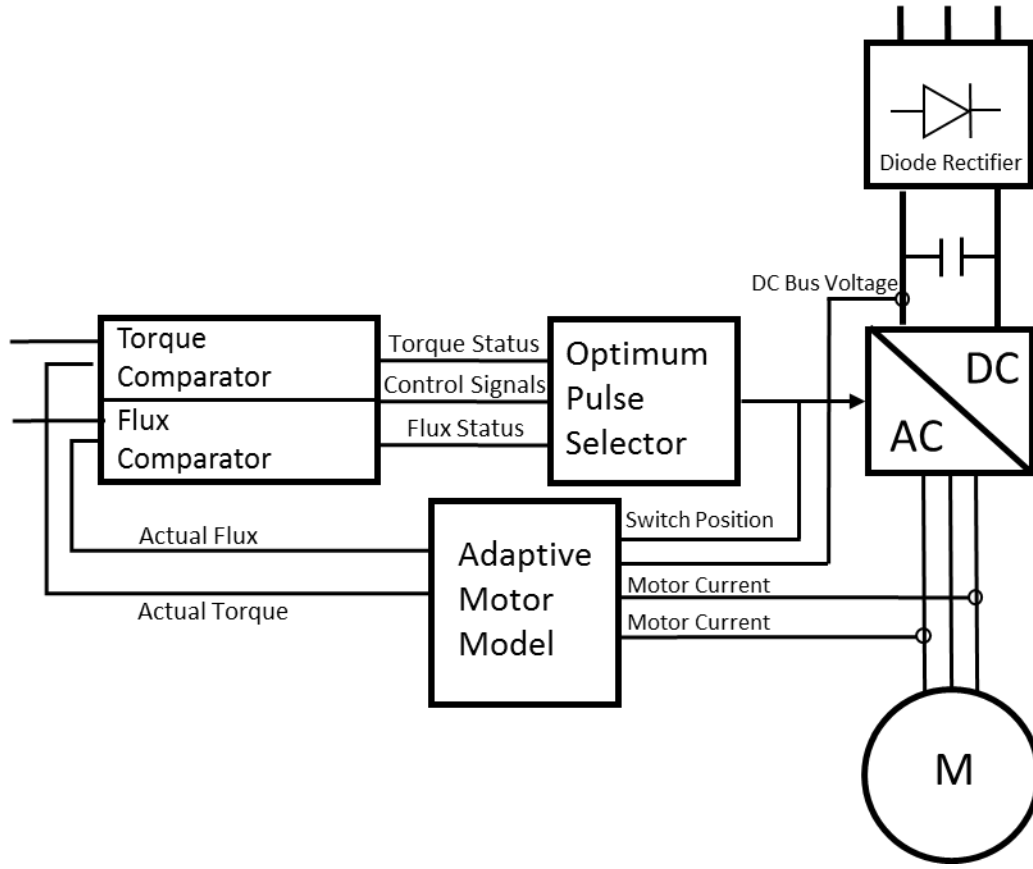 Diode Rectifier
DC Bus Voltage
Torque
Comparator
Flux
Comparator
Torque Status
Control Signals
Flux Status
Optimum
Pulse
Selector
DC
AC
Actual Flux
Actual Torque
Adaptive
Motor
Model
Switch Position
Motor Current
Motor Current
M